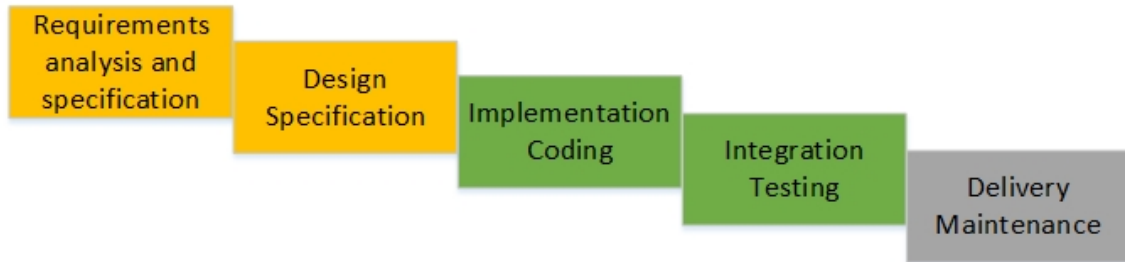 Requirements
analysis and
specification
Design
Specification
Implementation
Coding
Integration
Testing
Delivery
Maintenance